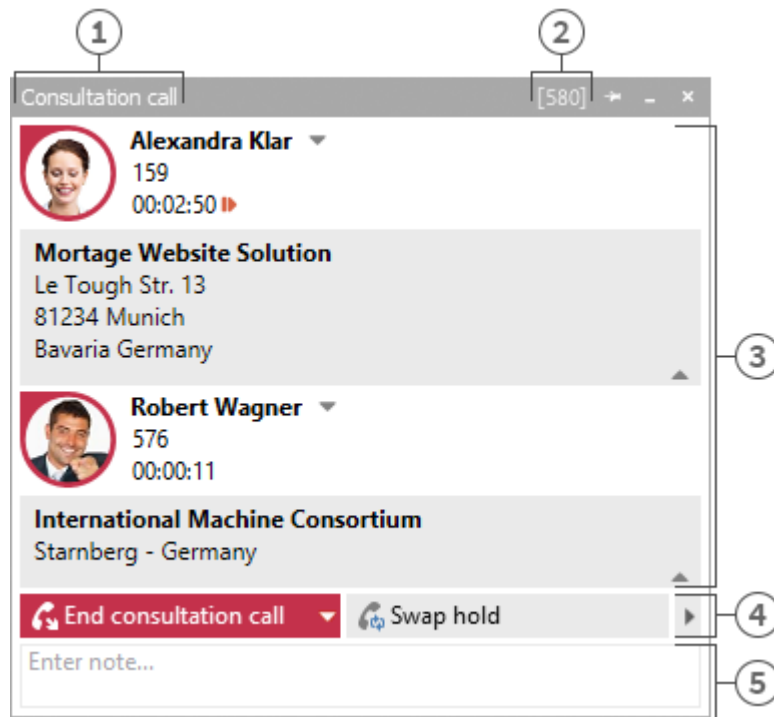 1 2
Consultation call [580]
Alexandra Klar
159
00:02:50
Mortage Website Solution
Le Tough Str. 13
81234 Munich
Bavaria Germany
3
Robert Wagner
576
00:00:11
International Machine Consortium
Starnberg - Germany
End consultation call Swap hold 4
Enter note...
5